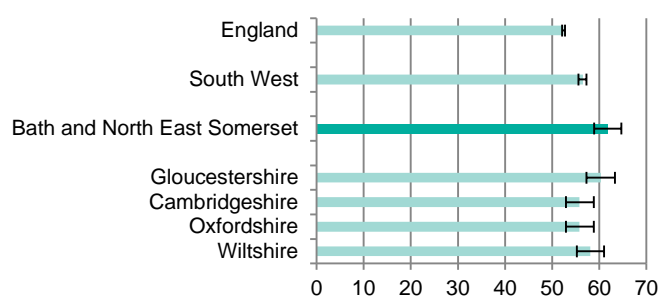 England
South West
Bath and North East Somerset
Gloucestershire
Cambridgeshire
Oxfordshire
Wiltshire
0 10 20 30 40 50 60 70